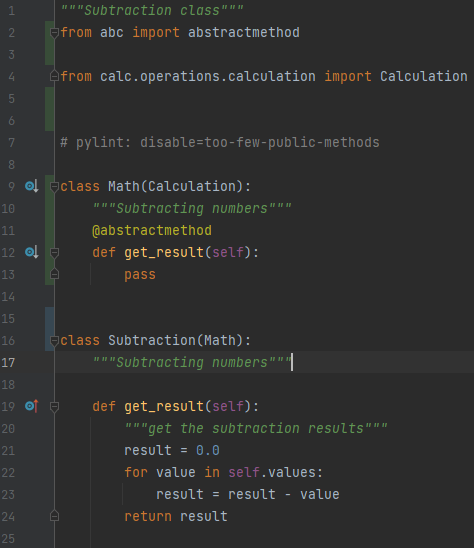 1 """Subtraction class"""
2 from abc import abstractmethod
3
4 from calc.operations.calculation import Calculation
5
6
7 # pylint: disable=too-few-public-methods
8
9 class Math(Calculation):
10     """Subtracting numbers"""
11     @abstractmethod
12     def get_result(self):
13         pass
14
15
16 class Subtraction(Math):
17     """Subtracting numbers"""
18
19     def get_result(self):
20         """get the subtraction results"""
21         result = 0.0
22         for value in self.values:
23             result = result - value
24         return result
25